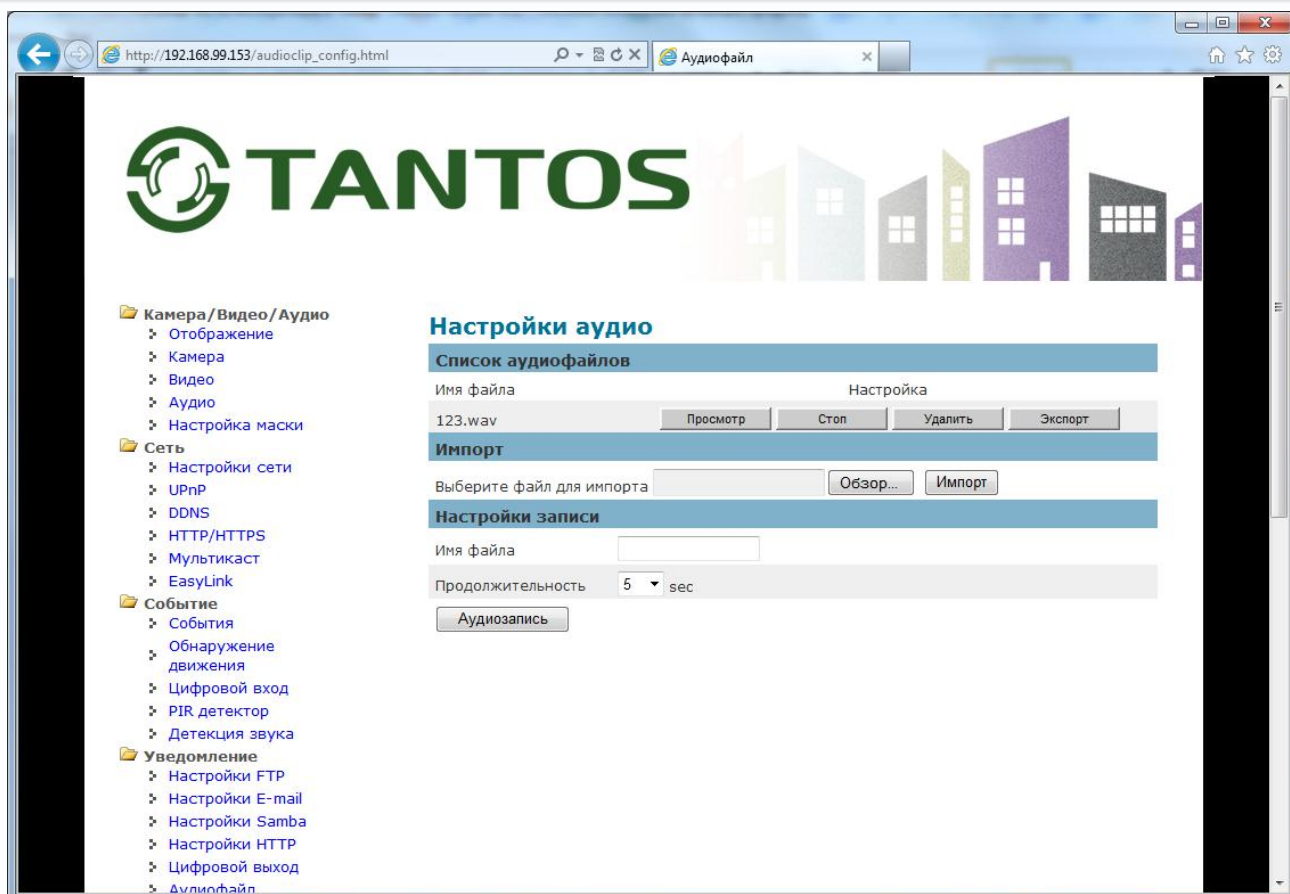 http://192.168.99.153/audioclip_config.html
Аудиофайл
TANTOS
Камера/Видео/Аудио
Отображение
Камера
Видео
Аудио
Настройка маски
Сеть
Настройки сети
UPnP
DDNS
HTTP/HTTPS
Мультикаст
EasyLink
Событие
События
Обнаружение
движения
Цифровой вход
PIR детектор
Детекция звука
Уведомление
Настройки FTP
Настройки E-mail
Настройки Samba
Настройки HTTP
Цифровой выход
Аудиофайл
Настройки аудио
Список аудиофайлов
Имя файла Настройка
123.wav Просмотр Стоп Удалить Экспорт
Импорт
Выберите файл для импорта Обзор... Импорт
Настройки записи
Имя файла
Продолжительность 5 sec
Аудиозапись